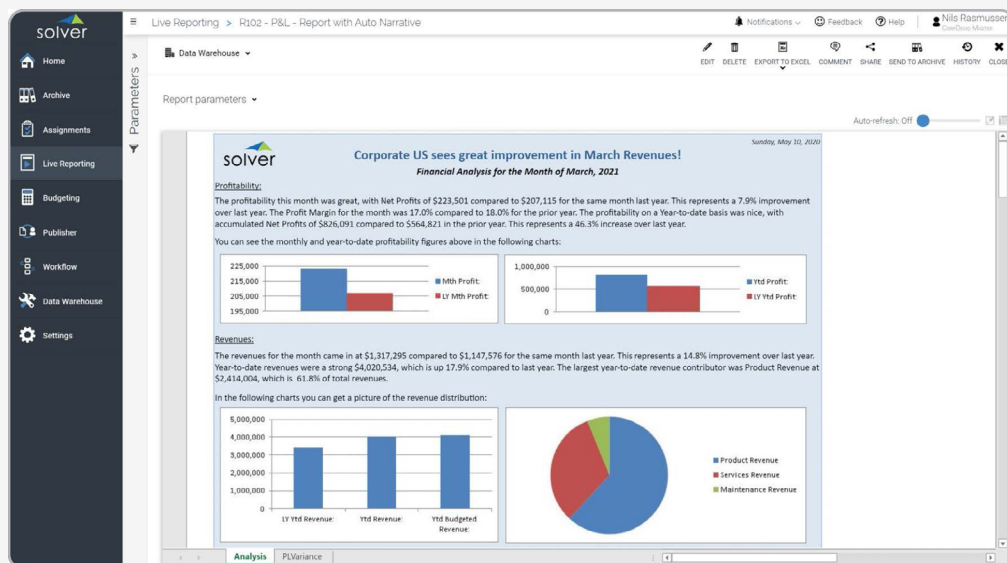 solver
Live Reporting > R102 - P&L - Report with Auto Narrative
Notifications
Feedback
Help
Nils Rasmussen
Home
Archive
Assignments
Live Reporting
Budgeting
Publisher
Workflow
Data Warehouse
Settings
Parameters
Data Warehouse
EDIT DELETE EXPORT TO EXCEL COMMENT SHARE SEND TO ARCHIVE HISTORY CLOSE
Report parameters
Auto-refresh: Off
solver
Sunday, May 10, 2020
Corporate US sees great improvement in March Revenues!
Financial Analysis for the Month of March, 2021
Profitability:
The profitability this month was great, with Net Profits of $223,501 compared to $207,115 for the same month last year. This represents a 7.9% improvement
over last year. The Profit Margin for the month was 17.0% compared to 18.0% for the prior year. The profitability on a Year-to-date basis was nice, with
accumulated Net Profits of $826,091 compared to $564,821 in the prior year. This represents a 46.3% increase over last year.
You can see the monthly and year-to-date profitability figures above in the following charts:
225,000
215,000
205,000
195,000
Mth Profit:
LY Mth Profit:
1,000,000
500,000
0
Ytd Profit:
LY Ytd Profit:
Revenues:
The revenues for the month came in at $1,317,295 compared to $1,147,576 for the same month last year. This represents a 14.8% improvement over last year.
Year-to-date revenues were a strong $4,020,534, which is up 17.9% compared to last year. The largest year-to-date revenue contributor was Product Revenue at
$2,414,004, which is 61.8% of total revenues.
In the following charts you can get a picture of the revenue distribution:
5,000,000
4,000,000
3,000,000
2,000,000
1,000,000
0
LY Ytd Revenue:
Ytd Revenue:
Ytd Budgeted
Revenue:
Product Revenue
Services Revenue
Maintenance Revenue
Analysis PLVariance